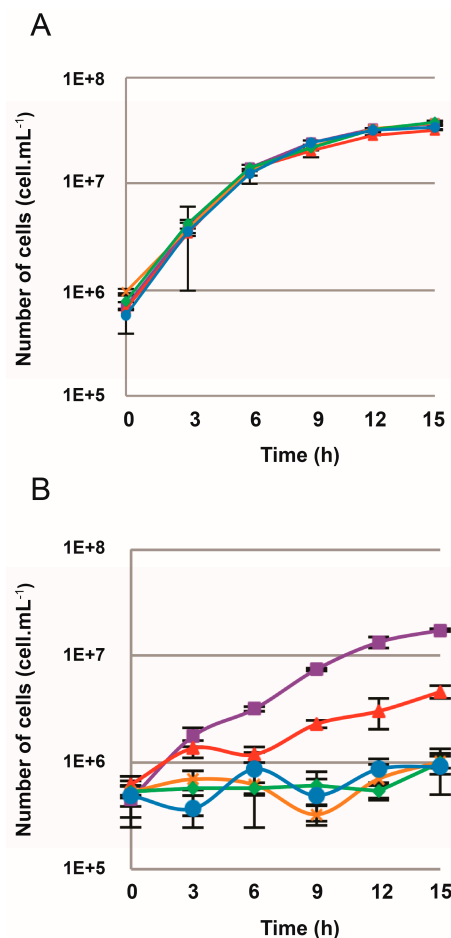 A
Number of cells (cell.mL⁻¹)
1E+8
1E+7
1E+6
1E+5
0 3 6 9 12 15
Time (h)
B
Number of cells (cell.mL⁻¹)
1E+8
1E+7
1E+6
1E+5
0 3 6 9 12 15
Time (h)